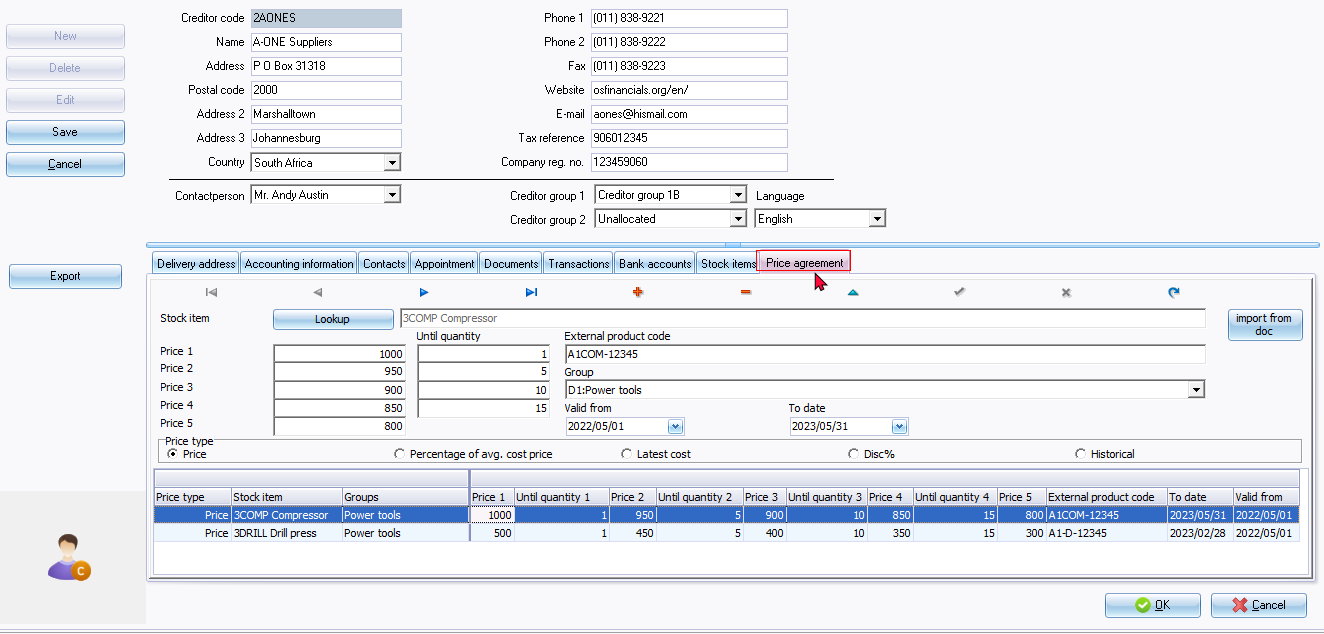 New
Delete
Edit
Save
Cancel
Export
Creditor code 2AONES
Name A-ONE Suppliers
Address P O Box 31318
Postal code 2000
Address 2 Marshalltown
Address 3 Johannesburg
Country South Africa
Contactperson Mr. Andy Austin
Phone 1 (011) 838-9221
Phone 2 (011) 838-9222
Fax (011) 838-9223
Website osfinancials.org/en/
E-mail aones@hismail.com
Tax reference 906012345
Company reg. no. 123459060
Creditor group 1 Creditor group 1B Language
Creditor group 2 Unallocated English
Delivery address Accounting information Contacts Appointment Documents Transactions Bank accounts Stock items Price agreement
Stock item Lookup 3COMP Compressor import from
doc
Until quantity External product code
Price 1 1000 1 A1COM-12345
Price 2 950 5 Group
Price 3 900 10 D1:Power tools
Price 4 850 15 Valid from To date
Price 5 800 2022/05/01 2023/05/31
Price type
Price Percentage of avg. cost price Latest cost Disc% Historical
Price type Stock item Groups Price 1 Until quantity 1 Price 2 Until quantity 2 Price 3 Until quantity 3 Price 4 Until quantity 4 Price 5 External product code To date Valid from
Price 3COMP Compressor Power tools 1000 1 950 5 900 10 850 15 800 A1COM-12345 2023/05/31 2022/05/01
Price 3DRILL Drill press Power tools 500 1 450 5 400 10 350 15 300 A1-D-12345 2023/02/28 2022/05/01
C
OK Cancel